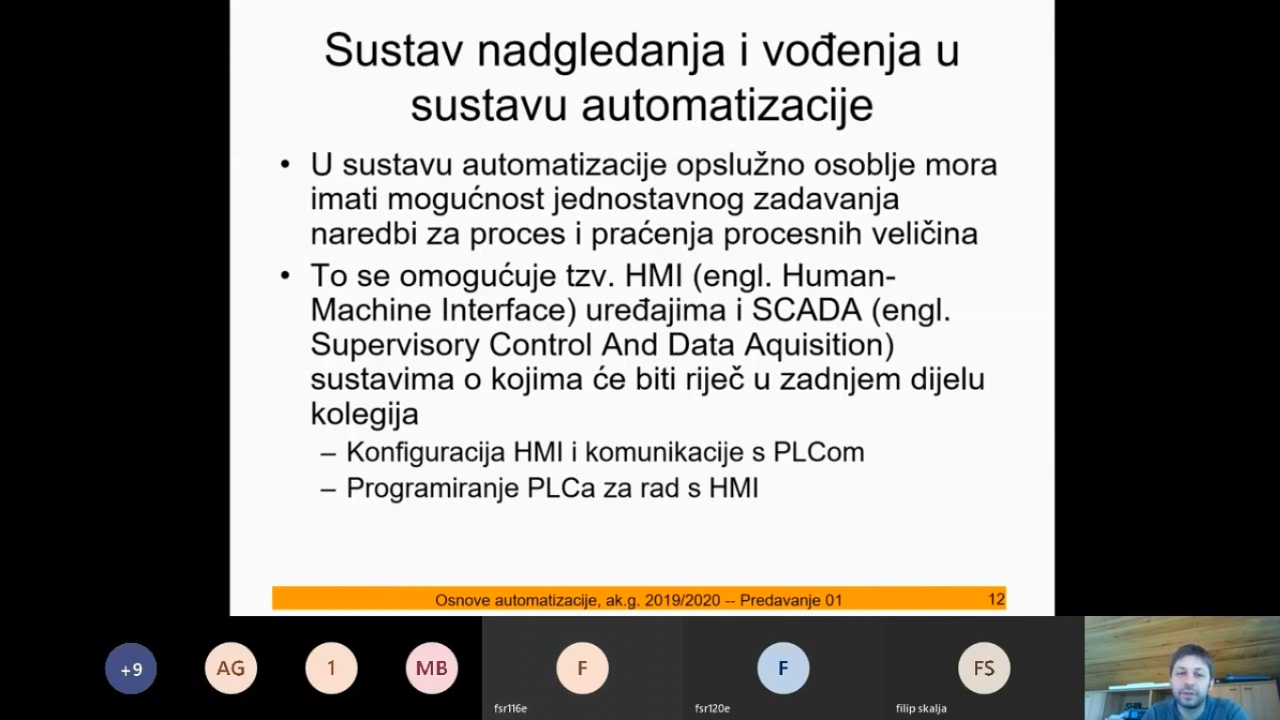 Sustav nadgledanja i vođenja u
sustavu automatizacije
• U sustavu automatizacije opslužno osoblje mora
imati mogućnost jednostavnog zadavanja
naredbi za proces i praćenja procesnih veličina
• To se omogućuje tzv. HMI (engl. Human-
Machine Interface) uređajima i SCADA (engl.
Supervisory Control And Data Aquisition)
sustavima o kojima će biti riječ u zadnjem dijelu
kolegija
– Konfiguracija HMI i komunikacije s PLCom
– Programiranje PLCa za rad s HMI
Osnove automatizacije, ak.g. 2019/2020 -- Predavanje 01 12
+9 AG 1 MB F F FS
fsr116e fsr120e filip skalja